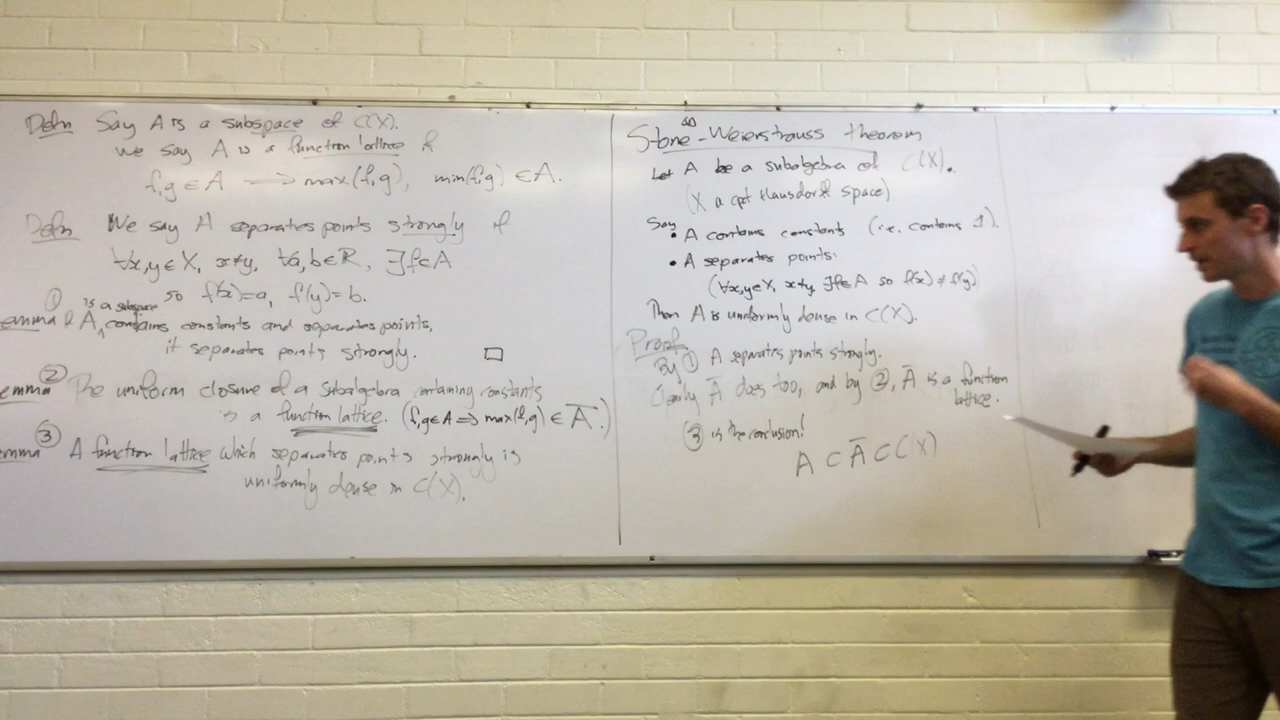 Defn Say A is a subspace of C(X).
we say A is a function lattice if
f,g ∈ A ⟹ max(f,g), min(f,g) ∈ A.
Defn We say A separates points strongly if
∀x,y ∈ X, x≠y, ∀a,b ∈ ℝ, ∃f∈A
so f(x)=a, f(y)=b.
① is a subspace
emma If A, contains constants and separates points,
it separates points strongly. □
emma ② The uniform closure of a subalgebra containing constants
is a function lattice. (f,g∈A ⟹ max(f,g) ∈ A̅.)
emma ③ A function lattice which separates points strongly is
uniformly dense in C(X).
Stone-Weierstrauss theorem
Let A be a subalgebra of C(X).
(X a cpt Hausdorff space)
Say
• A contains constants (i.e. contains 1).
• A separates points.
(∀x,y∈X, x≠y, ∃f∈A so f(x) ≠ f(y))
Then A is uniformly dense in C(X).
Proof
By ① A separates points strongly.
Clearly A̅ does too, and by ②, A̅ is a function
lattice.
③ is the conclusion!
A ⊂ A̅ ⊂ C(X)